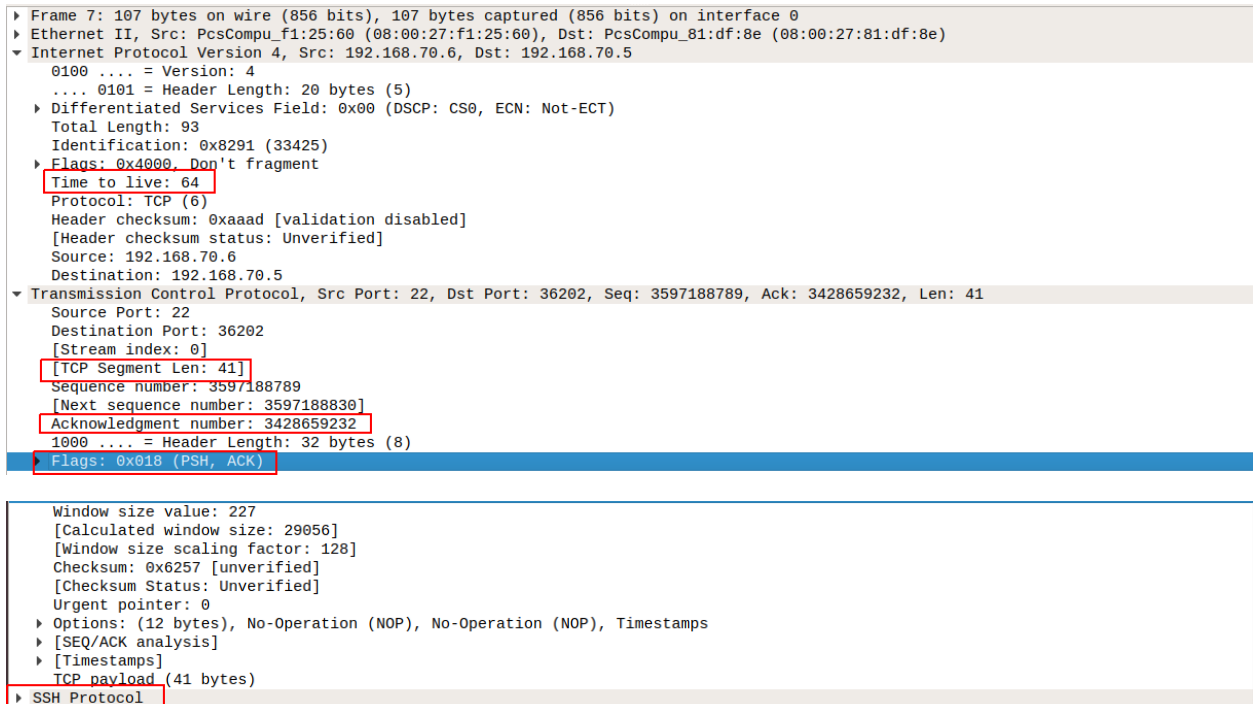 Frame 7: 107 bytes on wire (856 bits), 107 bytes captured (856 bits) on interface 0
Ethernet II, Src: PcsCompu_f1:25:60 (08:00:27:f1:25:60), Dst: PcsCompu_81:df:8e (08:00:27:81:df:8e)
Internet Protocol Version 4, Src: 192.168.70.6, Dst: 192.168.70.5
0100 .... = Version: 4
.... 0101 = Header Length: 20 bytes (5)
Differentiated Services Field: 0x00 (DSCP: CS0, ECN: Not-ECT)
Total Length: 93
Identification: 0x8291 (33425)
Flags: 0x4000, Don't fragment
Time to live: 64
Protocol: TCP (6)
Header checksum: 0xaaad [validation disabled]
[Header checksum status: Unverified]
Source: 192.168.70.6
Destination: 192.168.70.5
Transmission Control Protocol, Src Port: 22, Dst Port: 36202, Seq: 3597188789, Ack: 3428659232, Len: 41
Source Port: 22
Destination Port: 36202
[Stream index: 0]
[TCP Segment Len: 41]
Sequence number: 3597188789
[Next sequence number: 3597188830]
Acknowledgment number: 3428659232
1000 .... = Header Length: 32 bytes (8)
Flags: 0x018 (PSH, ACK)
Window size value: 227
[Calculated window size: 29056]
[Window size scaling factor: 128]
Checksum: 0x6257 [unverified]
[Checksum Status: Unverified]
Urgent pointer: 0
Options: (12 bytes), No-Operation (NOP), No-Operation (NOP), Timestamps
[SEQ/ACK analysis]
[Timestamps]
TCP payload (41 bytes)
SSH Protocol